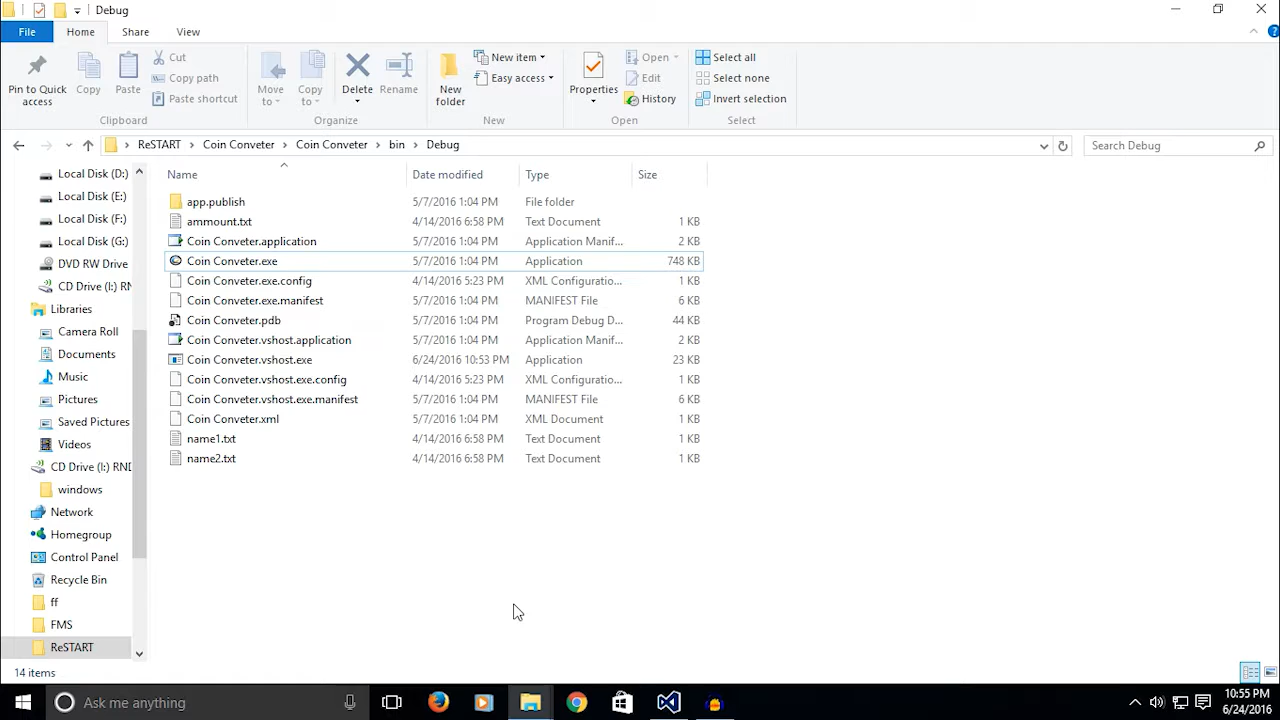 Debug
File Home Share View
Pin to Quick access
Copy
Paste
Cut
Copy path
Paste shortcut
Clipboard
Move to
Copy to
Delete
Rename
Organize
New folder
New item
Easy access
New
Properties
Open
Edit
History
Open
Select all
Select none
Invert selection
Select
ReSTART > Coin Conveter > Coin Conveter > bin > Debug
Search Debug
Name Date modified Type Size
app.publish 5/7/2016 1:04 PM File folder
ammount.txt 4/14/2016 6:58 PM Text Document 1 KB
Coin Conveter.application 5/7/2016 1:04 PM Application Manif... 2 KB
Coin Conveter.exe 5/7/2016 1:04 PM Application 748 KB
Coin Conveter.exe.config 4/14/2016 5:23 PM XML Configuratio... 1 KB
Coin Conveter.exe.manifest 5/7/2016 1:04 PM MANIFEST File 6 KB
Coin Conveter.pdb 5/7/2016 1:04 PM Program Debug D... 44 KB
Coin Conveter.vshost.application 5/7/2016 1:04 PM Application Manif... 2 KB
Coin Conveter.vshost.exe 6/24/2016 10:53 PM Application 23 KB
Coin Conveter.vshost.exe.config 4/14/2016 5:23 PM XML Configuratio... 1 KB
Coin Conveter.vshost.exe.manifest 5/7/2016 1:04 PM MANIFEST File 6 KB
Coin Conveter.xml 5/7/2016 1:04 PM XML Document 1 KB
name1.txt 4/14/2016 6:58 PM Text Document 1 KB
name2.txt 4/14/2016 6:58 PM Text Document 1 KB
Local Disk (D:)
Local Disk (E:)
Local Disk (F:)
Local Disk (G:)
DVD RW Drive
CD Drive (I:) RN
Libraries
Camera Roll
Documents
Music
Pictures
Saved Pictures
Videos
CD Drive (I:) RND
windows
Network
Homegroup
Control Panel
Recycle Bin
ff
FMS
ReSTART
14 items
Ask me anything
10:55 PM
6/24/2016